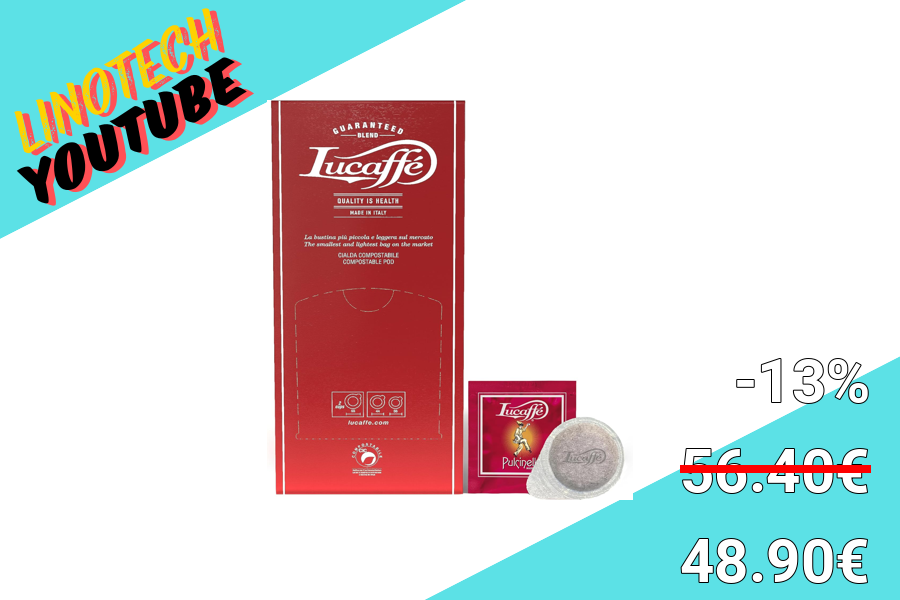 LINOTECH
YOUTUBE
GUARANTEED
BLEND
Lucaffé
QUALITY IS HEALTH
MADE IN ITALY
La bustina più piccola e leggera sul mercato
The smallest and lightest bag on the market
CIALDA COMPOSTABILE
COMPOSTABLE POD
lucaffe.com
Lucaffé
Pulcinell
LUCAFFÉ
-13%
56.40€
48.90€